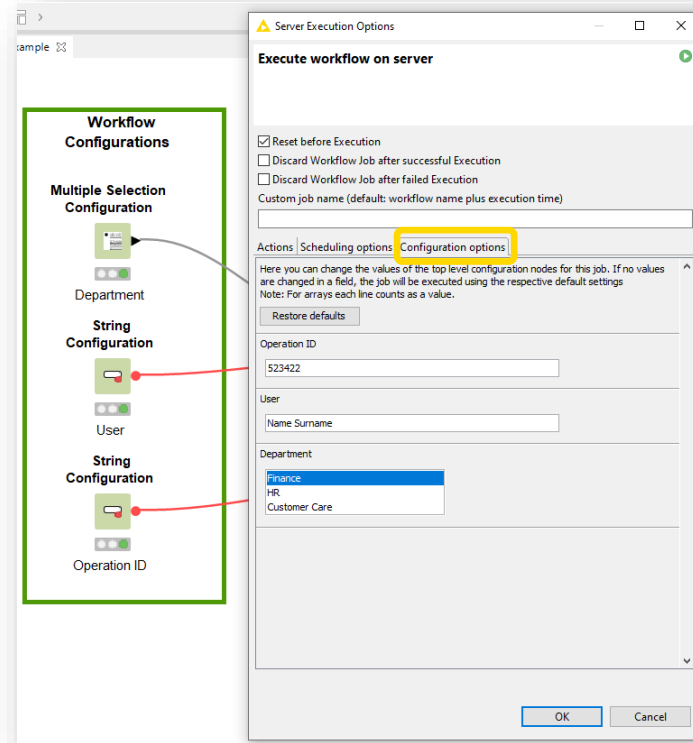 ample
Workflow
Configurations
Multiple Selection
Configuration
Department
String
Configuration
User
String
Configuration
Operation ID
Server Execution Options
Execute workflow on server
Reset before Execution
Discard Workflow Job after successful Execution
Discard Workflow Job after failed Execution
Custom job name (default: workflow name plus execution time)
Actions Scheduling options Configuration options
Here you can change the values of the top level configuration nodes for this job. If no values
are changed in a field, the job will be executed using the respective default settings
Note: For arrays each line counts as a value.
Restore defaults
Operation ID
523422
User
Name Surname
Department
Finance
HR
Customer Care
OK Cancel